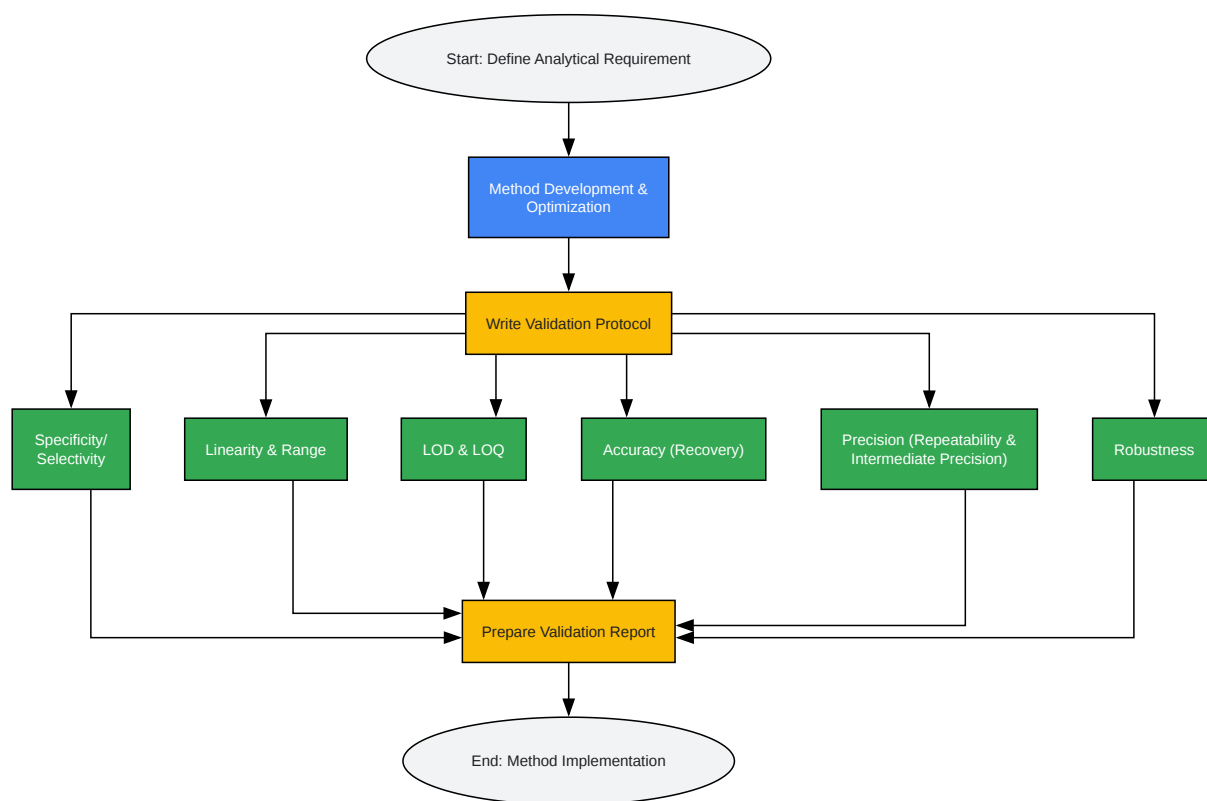 Start: Define Analytical Requirement
Method Development &
Optimization
Write Validation Protocol
Specificity/
Selectivity
Linearity & Range
LOD & LOQ
Accuracy (Recovery)
Precision (Repeatability &
Intermediate Precision)
Robustness
Prepare Validation Report
End: Method Implementation